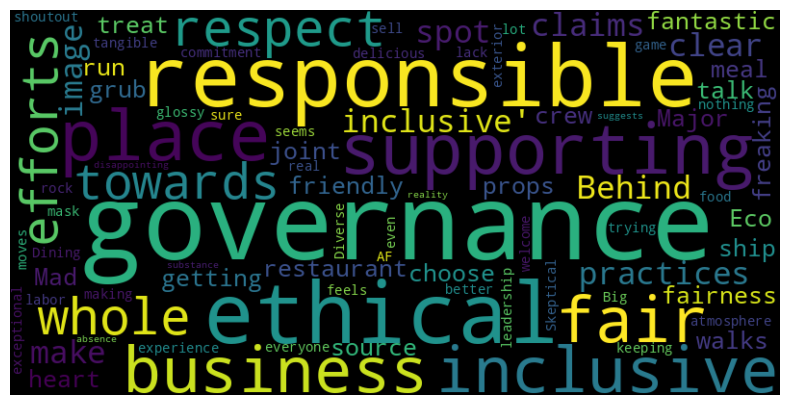 shoutout treat respect spot claims fantastic
tangible commitment sell delicious lack lot clear
image run grub responsible exterior game meal
efforts glossy sure inclusive' crew suggests Major talk nothing freaking
place joint seems supporting
disappointing real
rock towards friendly props Behind food
mask reality
moves governance Diverse even trying Eco
Dining substance AF welcome ship
Mad getting restaurant choose skeptical practices
labor making feels better leadership Big fairness
exceptional whole ethical fair atmosphere
absence walks
make experience everyone source keeping
heart business inclusive